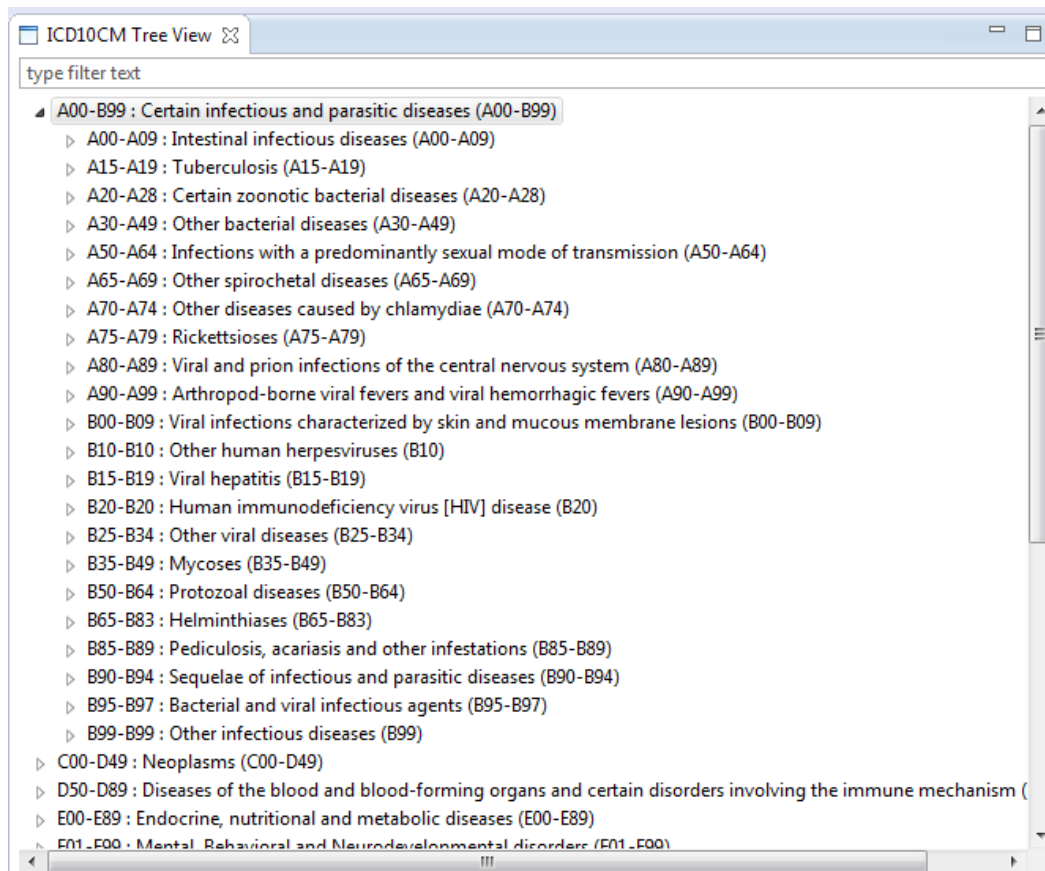 ICD10CM Tree View
type filter text
A00-B99 : Certain infectious and parasitic diseases (A00-B99)
A00-A09 : Intestinal infectious diseases (A00-A09)
A15-A19 : Tuberculosis (A15-A19)
A20-A28 : Certain zoonotic bacterial diseases (A20-A28)
A30-A49 : Other bacterial diseases (A30-A49)
A50-A64 : Infections with a predominantly sexual mode of transmission (A50-A64)
A65-A69 : Other spirochetal diseases (A65-A69)
A70-A74 : Other diseases caused by chlamydiae (A70-A74)
A75-A79 : Rickettsioses (A75-A79)
A80-A89 : Viral and prion infections of the central nervous system (A80-A89)
A90-A99 : Arthropod-borne viral fevers and viral hemorrhagic fevers (A90-A99)
B00-B09 : Viral infections characterized by skin and mucous membrane lesions (B00-B09)
B10-B10 : Other human herpesviruses (B10)
B15-B19 : Viral hepatitis (B15-B19)
B20-B20 : Human immunodeficiency virus [HIV] disease (B20)
B25-B34 : Other viral diseases (B25-B34)
B35-B49 : Mycoses (B35-B49)
B50-B64 : Protozoal diseases (B50-B64)
B65-B83 : Helminthiases (B65-B83)
B85-B89 : Pediculosis, acariasis and other infestations (B85-B89)
B90-B94 : Sequelae of infectious and parasitic diseases (B90-B94)
B95-B97 : Bacterial and viral infectious agents (B95-B97)
B99-B99 : Other infectious diseases (B99)
C00-D49 : Neoplasms (C00-D49)
D50-D89 : Diseases of the blood and blood-forming organs and certain disorders involving the immune mechanism (
E00-E89 : Endocrine, nutritional and metabolic diseases (E00-E89)
F01-F99 : Mental, Behavioral and Neurodevelopmental disorders (F01-F99)